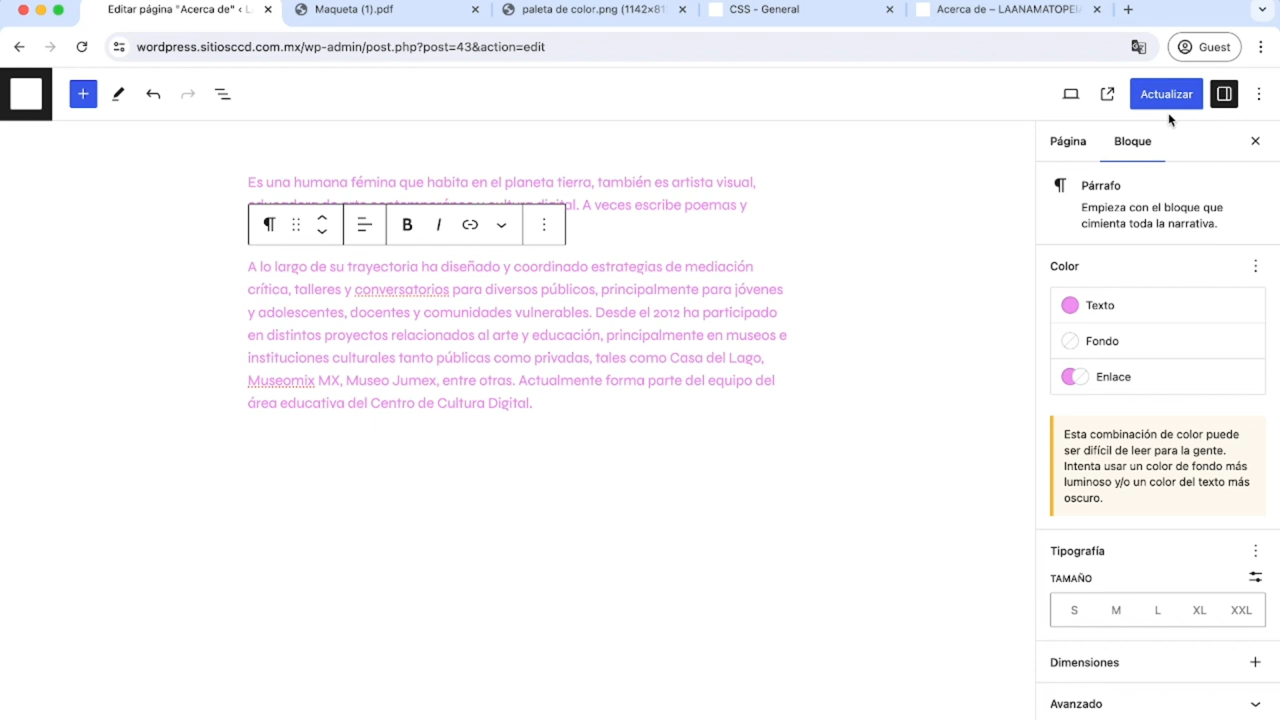 Editar página "Acerca de" ‹ L
Maqueta (1).pdf
paleta de color.png (1142×81
CSS - General
Acerca de – LAANAMATOPEI
wordpress.sitiosccd.com.mx/wp-admin/post.php?post=43&action=edit
Guest
Actualizar
Página
Bloque
Es una humana fémina que habita en el planeta tierra, también es artista visual,
educadora de arte contemporáneo y cultura digital. A veces escribe poemas y
B I
A lo largo de su trayectoria ha diseñado y coordinado estrategias de mediación
crítica, talleres y conversatorios para diversos públicos, principalmente para jóvenes
y adolescentes, docentes y comunidades vulnerables. Desde el 2012 ha participado
en distintos proyectos relacionados al arte y educación, principalmente en museos e
instituciones culturales tanto públicas como privadas, tales como Casa del Lago,
Museomix MX, Museo Jumex, entre otras. Actualmente forma parte del equipo del
área educativa del Centro de Cultura Digital.
Párrafo
Empieza con el bloque que
cimienta toda la narrativa.
Color
Texto
Fondo
Enlace
Esta combinación de color puede
ser difícil de leer para la gente.
Intenta usar un color de fondo más
luminoso y/o un color del texto más
oscuro.
Tipografía
TAMAÑO
S M L XL XXL
Dimensiones
Avanzado